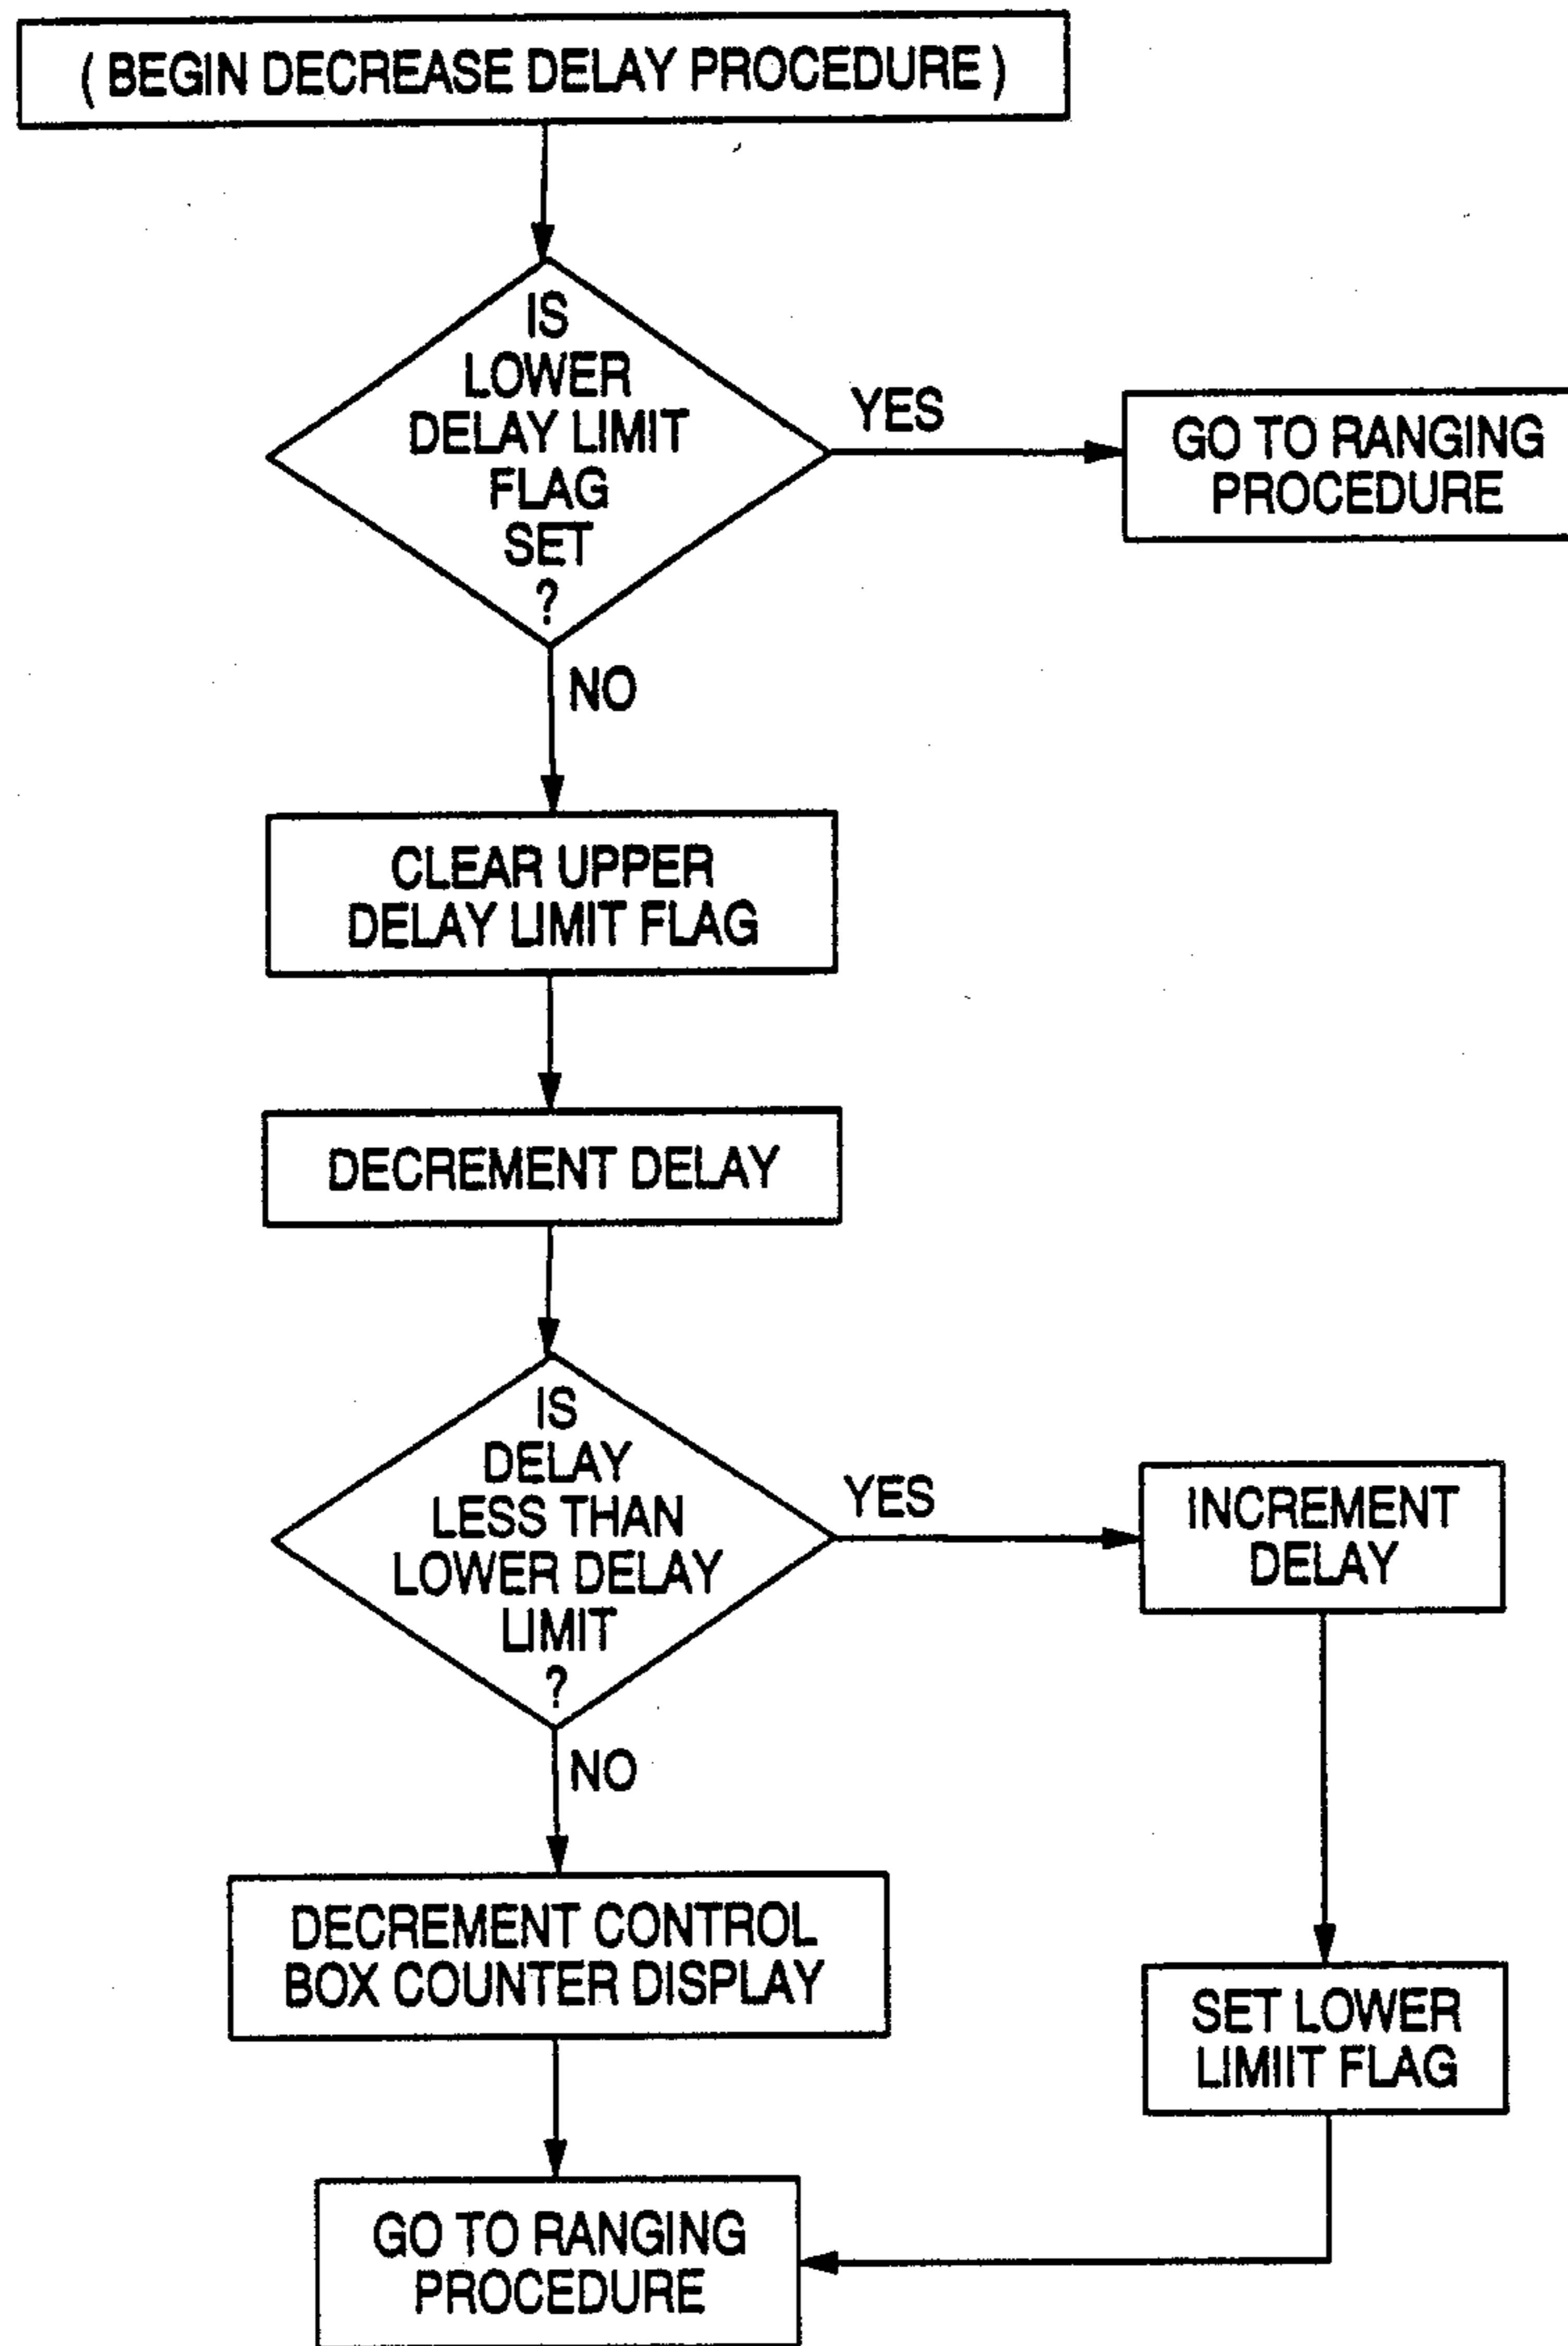 ( BEGIN DECREASE DELAY PROCEDURE )
IS
LOWER
DELAY LIMIT
FLAG
SET
?
YES
GO TO RANGING
PROCEDURE
NO
CLEAR UPPER
DELAY LIMIT FLAG
DECREMENT DELAY
IS
DELAY
LESS THAN
LOWER DELAY
LIMIT
?
YES
INCREMENT
DELAY
NO
DECREMENT CONTROL
BOX COUNTER DISPLAY
SET LOWER
LIMIIT FLAG
GO TO RANGING
PROCEDURE